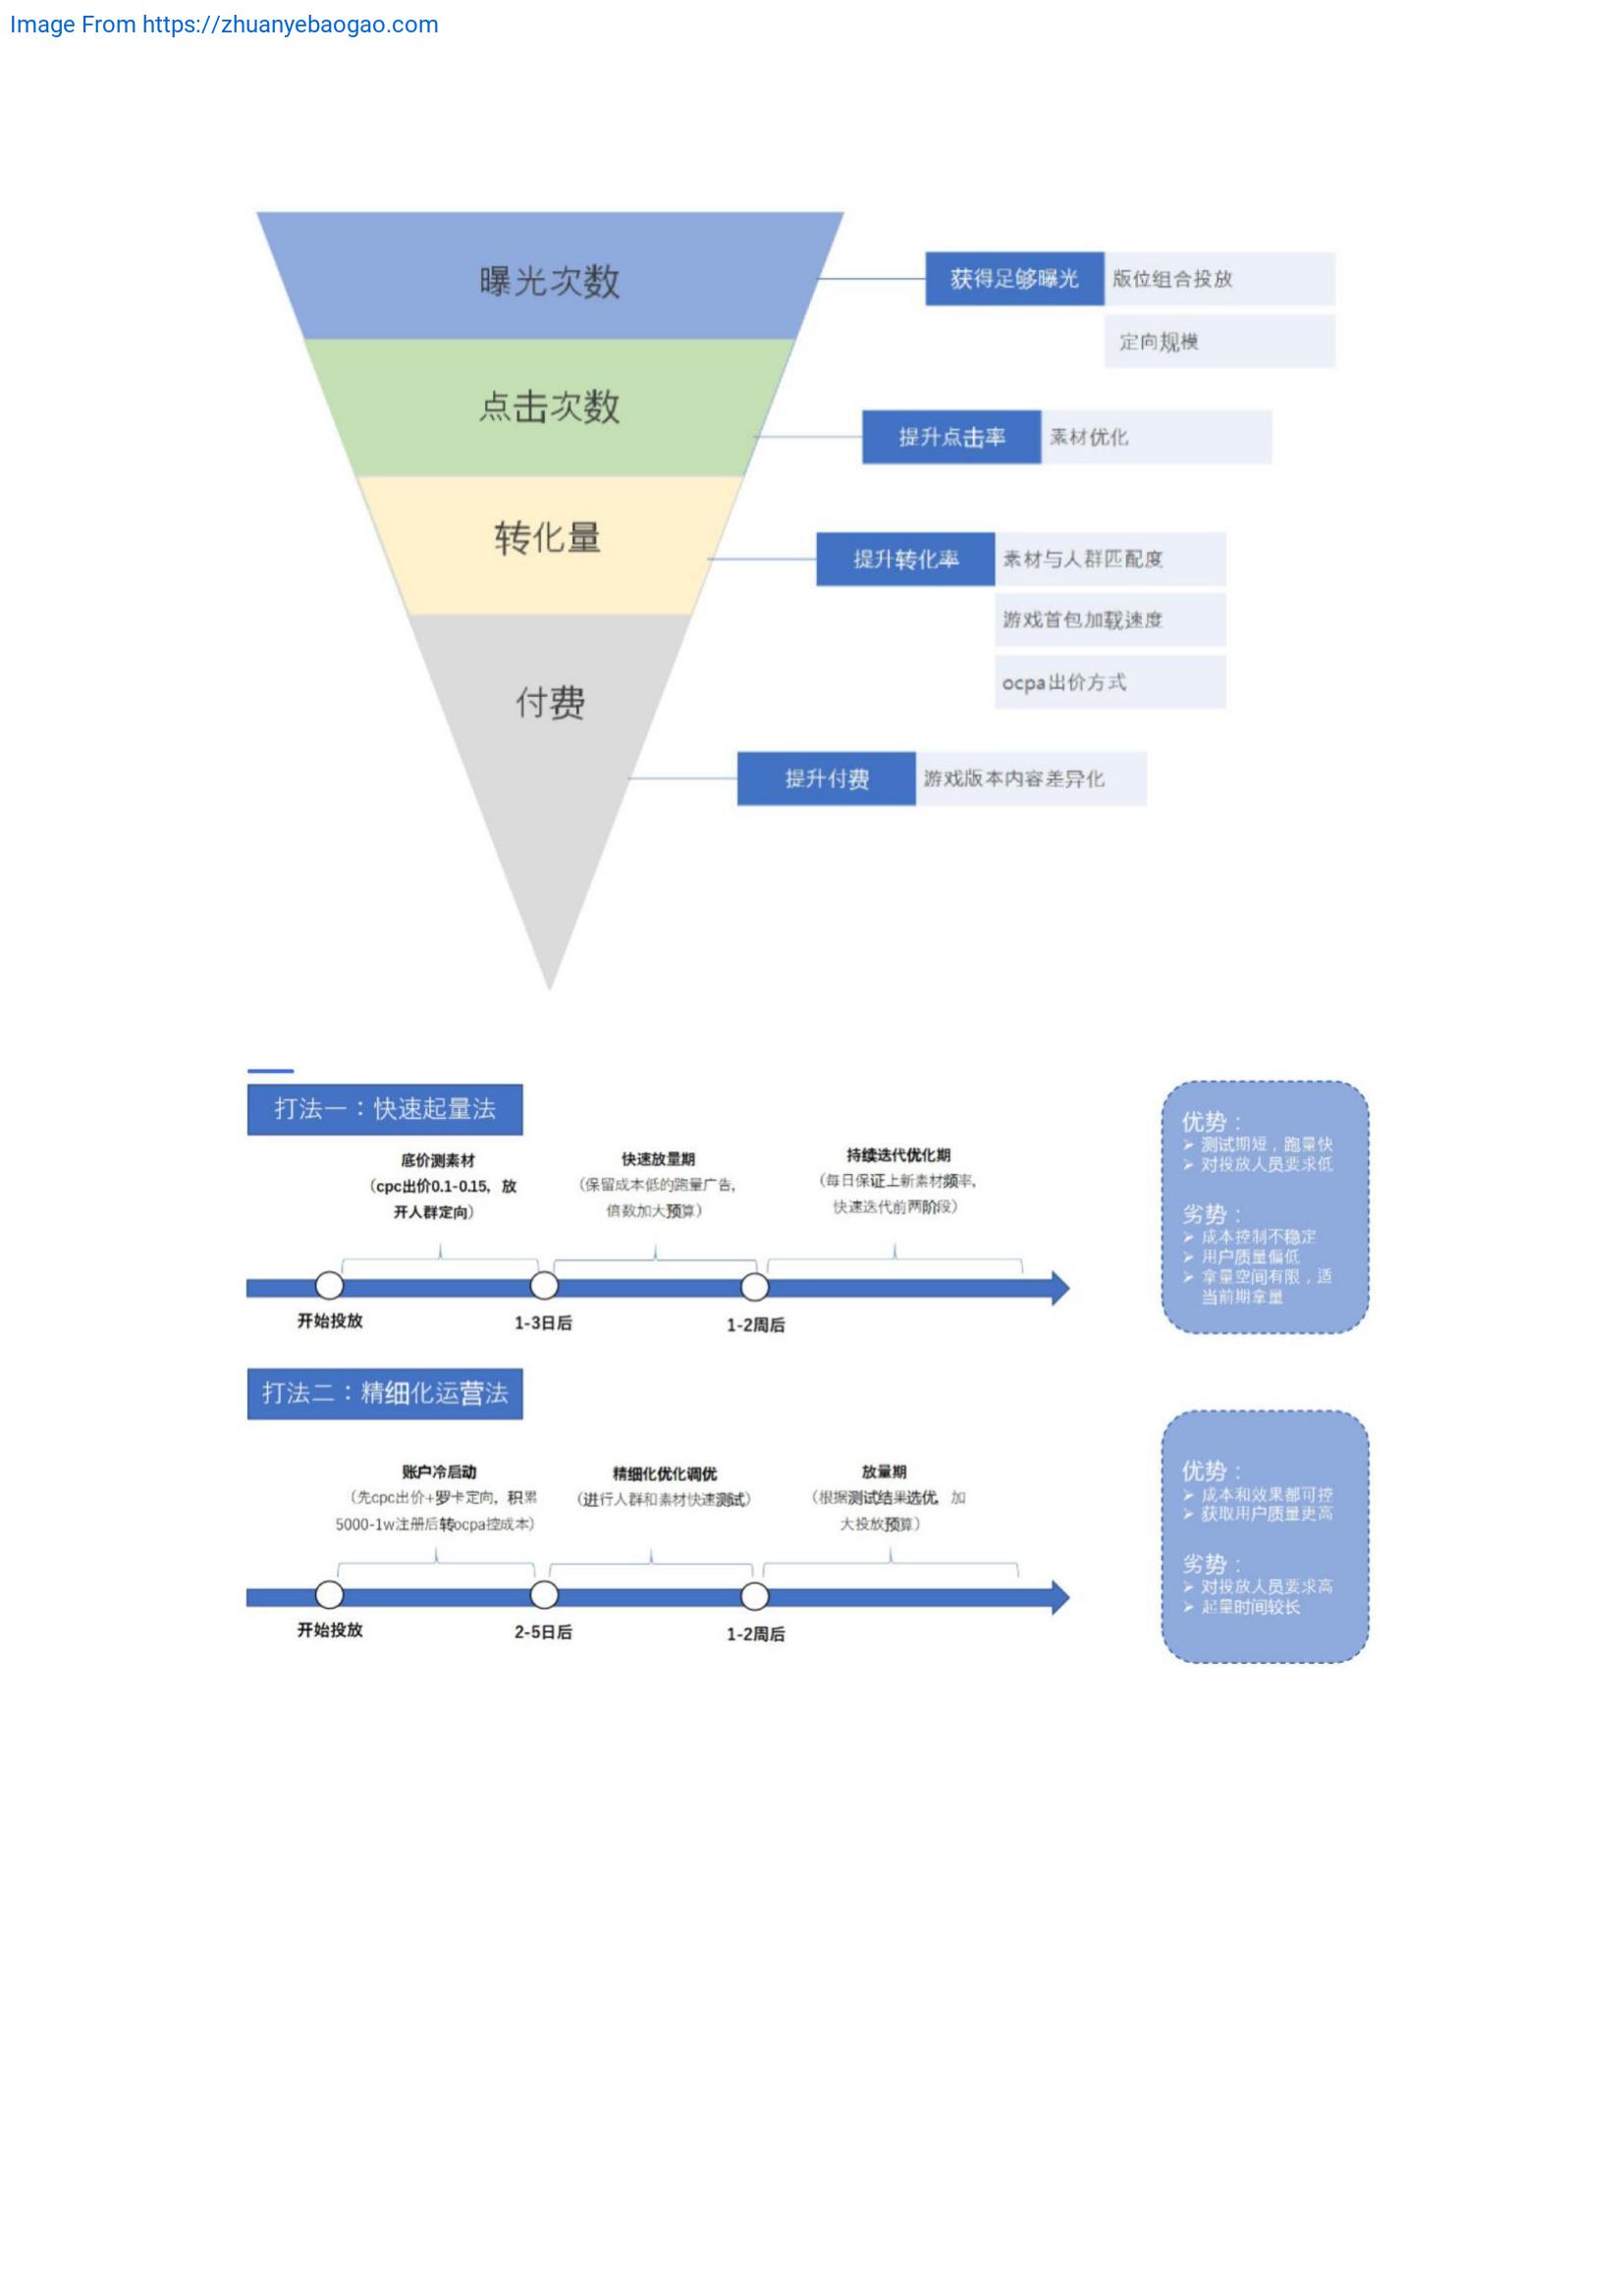 Image From https://zhuanyebaogao.com
曝光次数
获得足够曝光 版位组合投放
定向规模
点击次数
提升点击率 素材优化
转化量
提升转化率 素材与人群匹配度
游戏首包加载速度
ocpa出价方式
付费
提升付费 游戏版本内容差异化
打法一：快速起量法
底价测素材
（cpc出价0.1-0.15，放
开人群定向）
快速放量期
（保留成本低的跑量广告，
倍数加大预算）
持续迭代优化期
（每日保证上新素材频率，
快速迭代前两阶段）
开始投放
1-3日后
1-2周后
优势：
➢ 测试期短，跑量快
➢ 对投放人员要求低
劣势：
➢ 成本控制不稳定
➢ 用户质量偏低
➢ 拿量空间有限，适
当前期拿量
打法二：精细化运营法
账户冷启动
（先cpc出价+罗卡定向，积累
5000-1w注册后转ocpa控成本）
精细化优化调优
（进行人群和素材快速测试）
放量期
（根据测试结果选优，加
大投放预算）
开始投放
2-5日后
1-2周后
优势：
➢ 成本和效果都可控
➢ 获取用户质量更高
劣势：
➢ 对投放人员要求高
➢ 起量时间较长